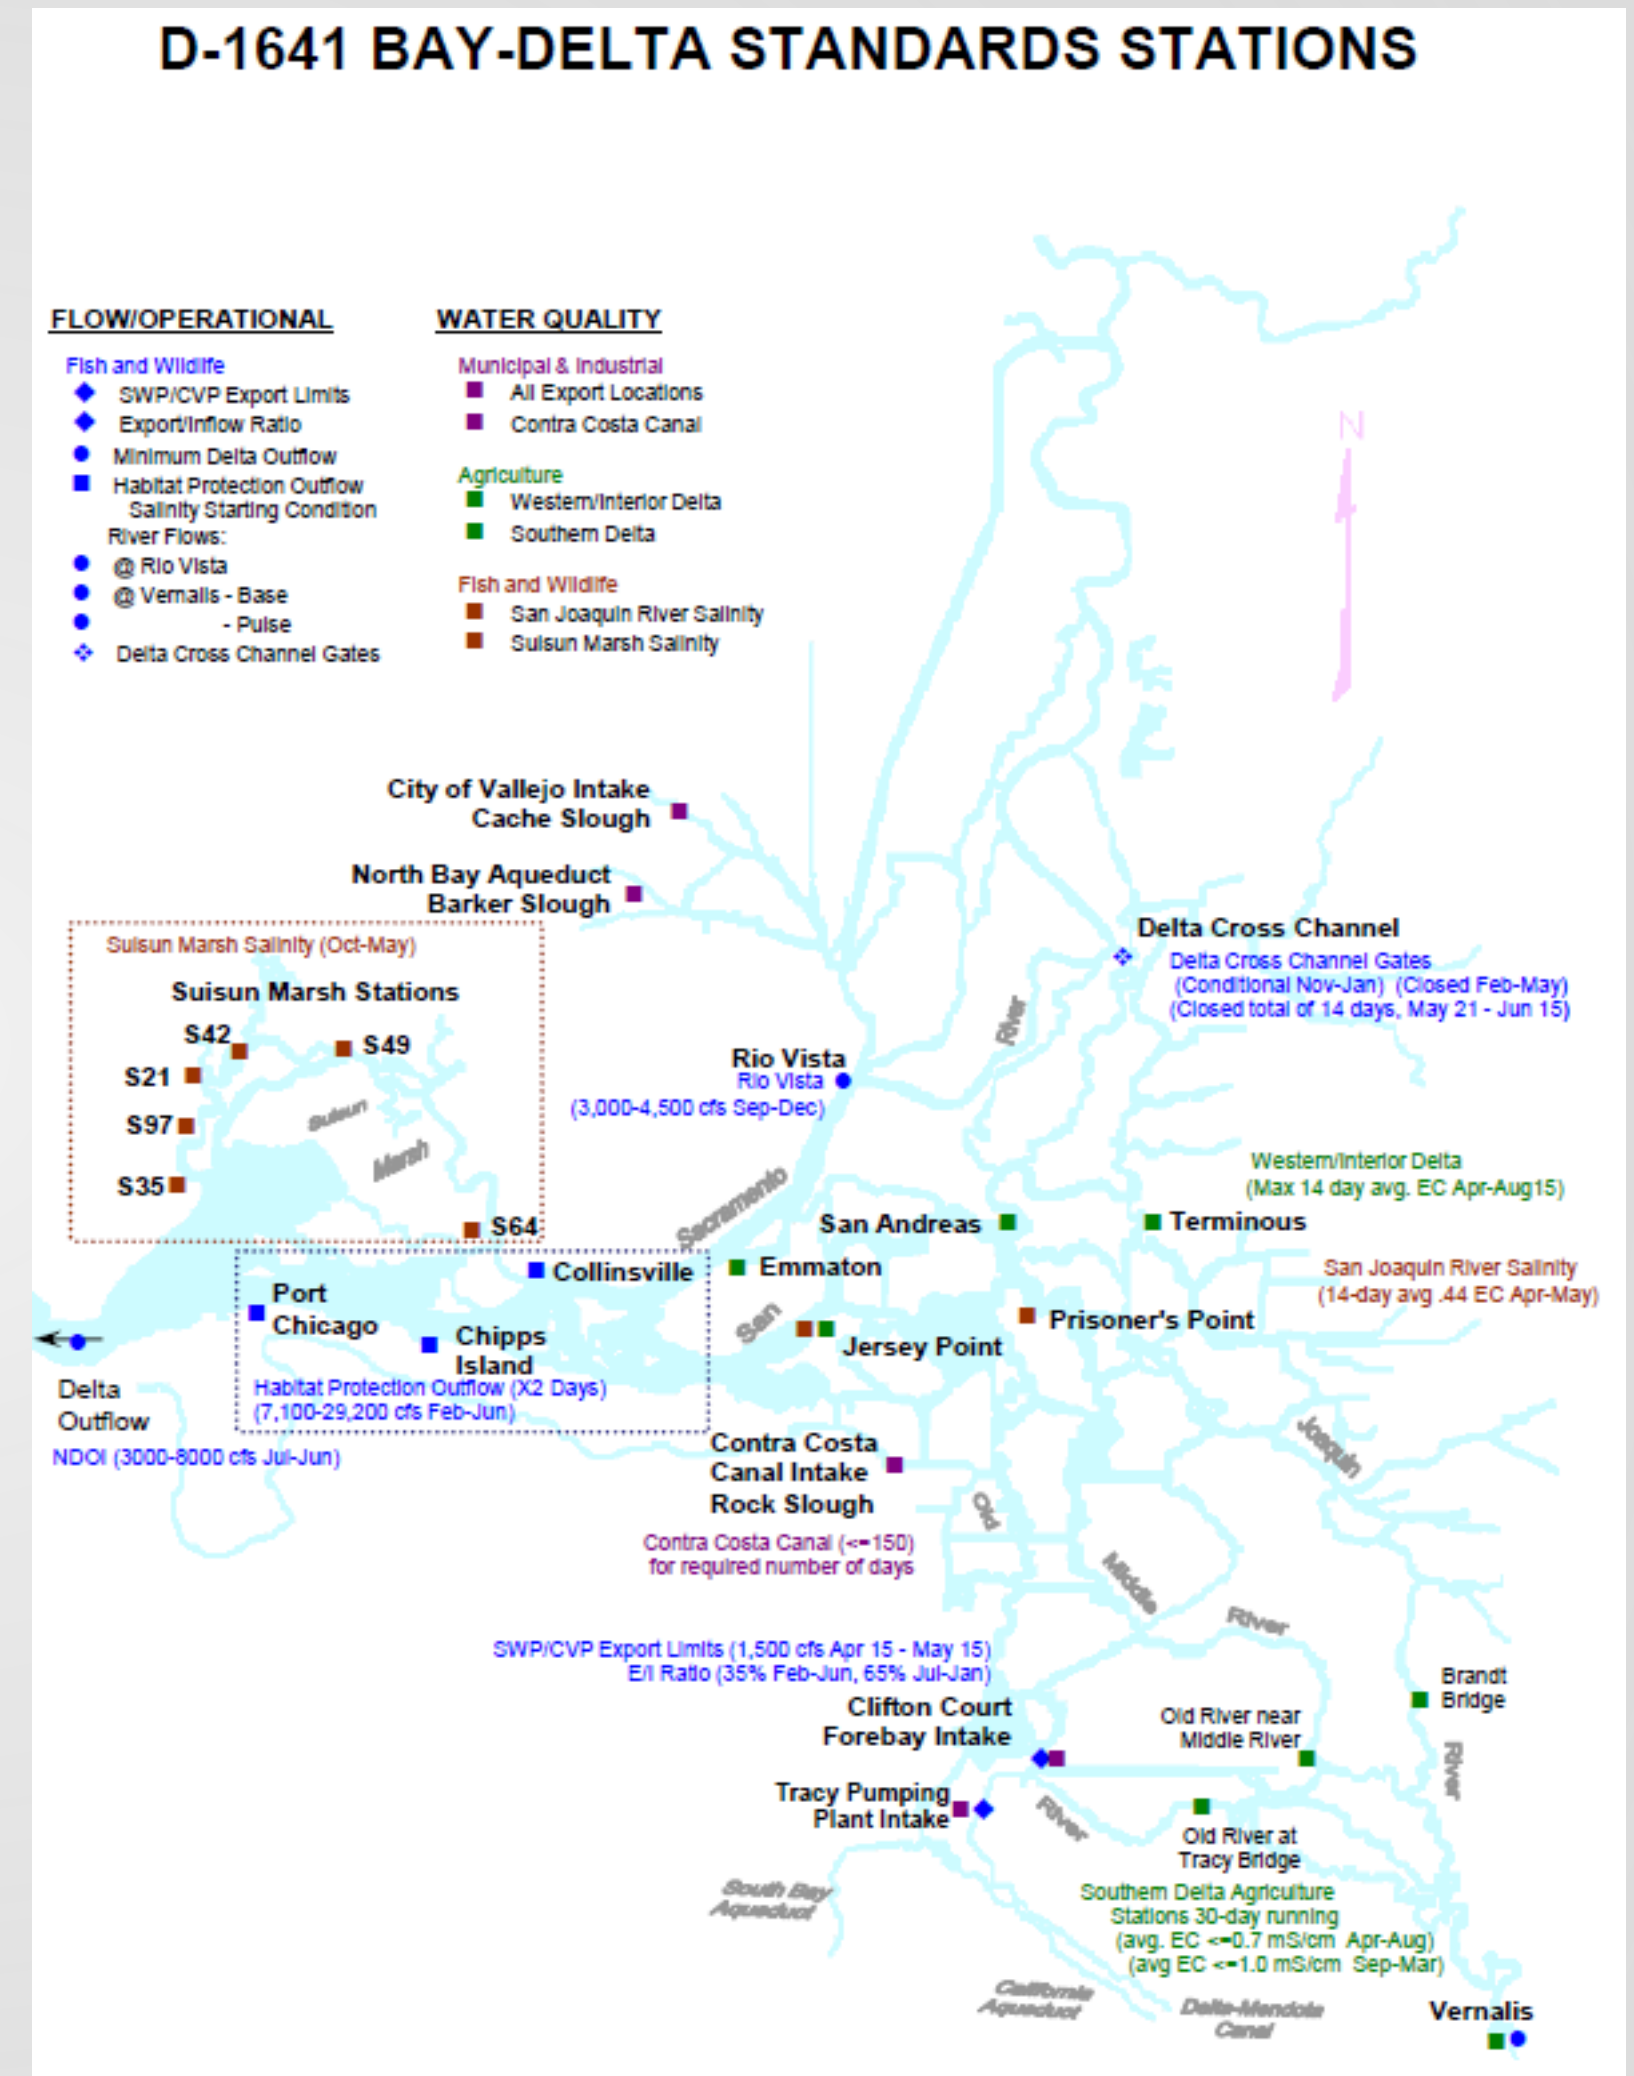 D-1641 BAY-DELTA STANDARDS STATIONS
FLOW/OPERATIONAL
Fish and Wildlife
SWP/CVP Export Limits
Export/Inflow Ratio
Minimum Delta Outflow
Habitat Protection Outflow
Salinity Starting Condition
River Flows:
@ Rio Vista
@ Vernalis - Base
- Pulse
Delta Cross Channel Gates
WATER QUALITY
Municipal & Industrial
All Export Locations
Contra Costa Canal
Agriculture
Western/Interior Delta
Southern Delta
Fish and Wildlife
San Joaquin River Salinity
Suisun Marsh Salinity
N
City of Vallejo Intake
Cache Slough
North Bay Aqueduct
Barker Slough
Suisun Marsh Salinity (Oct-May)
Suisun Marsh Stations
S42
S49
S21
S97
S35
S64
Suisun
Marsh
Delta Cross Channel
Delta Cross Channel Gates
(Conditional Nov-Jan) (Closed Feb-May)
(Closed total of 14 days, May 21 - Jun 15)
River
Rio Vista
Rio Vista
(3,000-4,500 cfs Sep-Dec)
Sacramento
Western/Interior Delta
(Max 14 day avg. EC Apr-Aug15)
San Andreas
Terminous
Emmaton
San Joaquin River Salinity
(14-day avg .44 EC Apr-May)
San
Prisoner's Point
Jersey Point
Collinsville
Port
Chicago
Chipps
Island
Habitat Protection Outflow (X2 Days)
(7,100-29,200 cfs Feb-Jun)
Delta
Outflow
NDOI (3000-8000 cfs Jul-Jun)
Joaquin
Contra Costa
Canal Intake
Rock Slough
Contra Costa Canal (<=150)
for required number of days
Old
Middle
River
SWP/CVP Export Limits (1,500 cfs Apr 15 - May 15)
E/I Ratio (35% Feb-Jun, 65% Jul-Jan)
Clifton Court
Forebay Intake
Brandt
Bridge
Old River near
Middle River
River
Tracy Pumping
Plant Intake
River
Old River at
Tracy Bridge
South Bay
Aqueduct
Southern Delta Agriculture
Stations 30-day running
(avg. EC <=0.7 mS/cm Apr-Aug)
(avg EC <=1.0 mS/cm Sep-Mar)
California
Aqueduct
Delta-Mendota
Canal
Vernalis